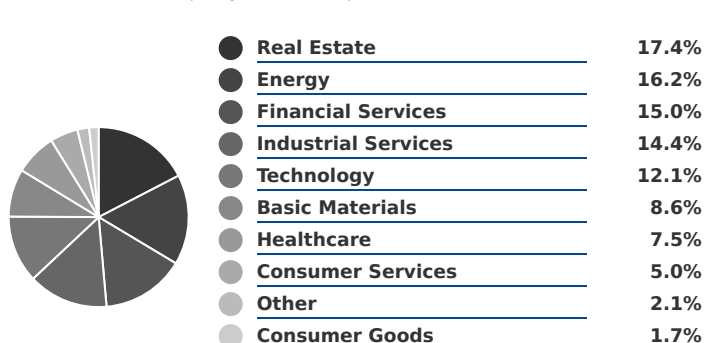 Real Estate 17.4%
Energy 16.2%
Financial Services 15.0%
Industrial Services 14.4%
Technology 12.1%
Basic Materials 8.6%
Healthcare 7.5%
Consumer Services 5.0%
Other 2.1%
Consumer Goods 1.7%